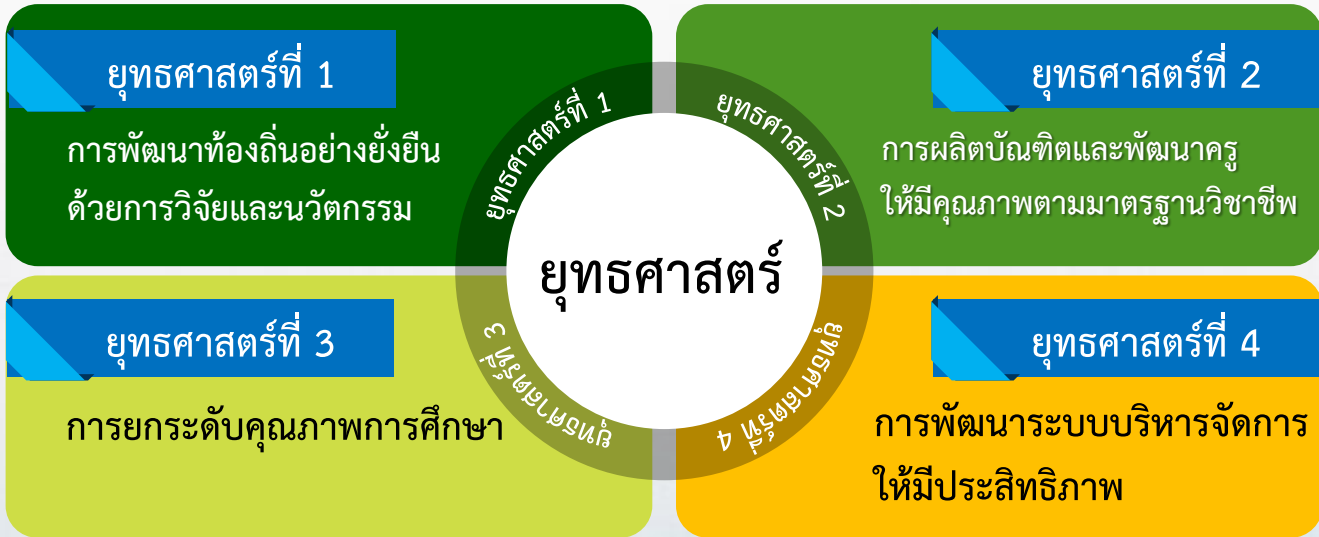 ยุทธศาสตร์ที่ 1
การพัฒนาท้องถิ่นอย่างยั่งยืน
ด้วยการวิจัยและนวัตกรรม
ยุทธศาสตร์ที่ 2
การผลิตบัณฑิตและพัฒนาครู
ให้มีคุณภาพตามมาตรฐานวิชาชีพ
ยุทธศาสตร์ที่ 1
ยุทธศาสตร์ที่ 2
ยุทธศาสตร์
ยุทธศาสตร์ที่ 3
ยุทธศาสตร์ที่ 4
ยุทธศาสตร์ที่ 3
การยกระดับคุณภาพการศึกษา
ยุทธศาสตร์ที่ 4
การพัฒนาระบบบริหารจัดการ
ให้มีประสิทธิภาพ